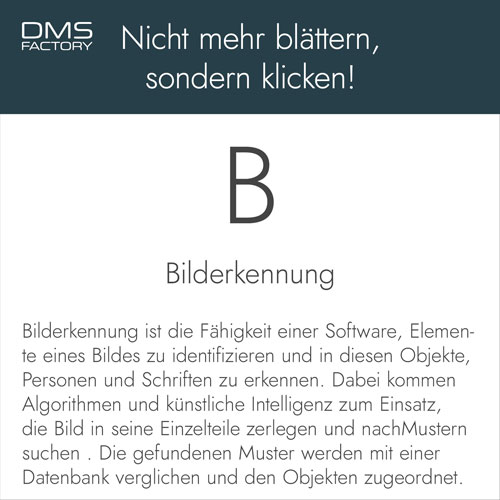 DMS
FACTORY
Nicht mehr blättern,
sondern klicken!
B
Bilderkennung
Bilderkennung ist die Fähigkeit einer Software, Elemen-
te eines Bildes zu identifizieren und in diesen Objekte,
Personen und Schriften zu erkennen. Dabei kommen
Algorithmen und künstliche Intelligenz zum Einsatz,
die Bild in seine Einzelteile zerlegen und nachMustern
suchen . Die gefundenen Muster werden mit einer
Datenbank verglichen und den Objekten zugeordnet.